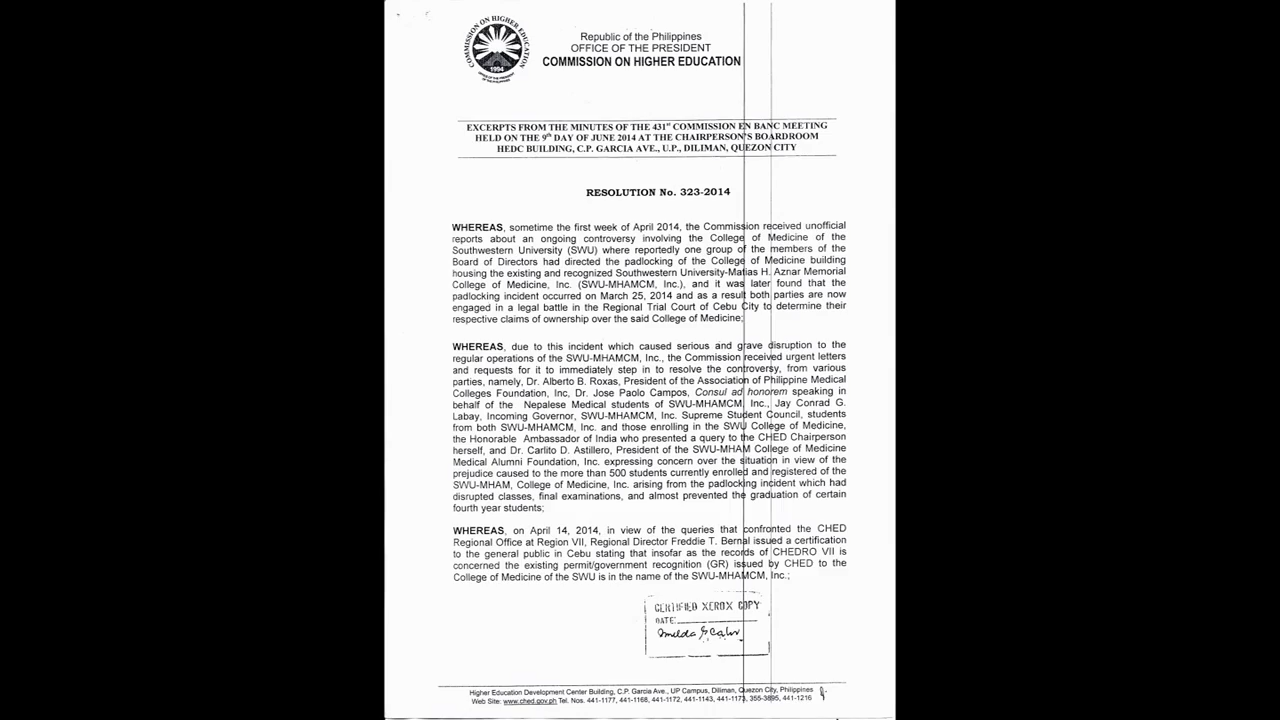 COMMISSION ON HIGHER EDUCATION
1994
OFFICE OF THE PRESIDENT
OF THE PHILIPPINES
Republic of the Philippines
OFFICE OF THE PRESIDENT
COMMISSION ON HIGHER EDUCATION
EXCERPTS FROM THE MINUTES OF THE 431st COMMISSION EN BANC MEETING
HELD ON THE 9th DAY OF JUNE 2014 AT THE CHAIRPERSON'S BOARDROOM
HEDC BUILDING, C.P. GARCIA AVE., U.P., DILIMAN, QUEZON CITY
RESOLUTION No. 323-2014
WHEREAS, sometime the first week of April 2014, the Commission received unofficial
reports about an ongoing controversy involving the College of Medicine of the
Southwestern University (SWU) where reportedly one group of the members of the
Board of Directors had directed the padlocking of the College of Medicine building
housing the existing and recognized Southwestern University-Matias H. Aznar Memorial
College of Medicine, Inc. (SWU-MHAMCM, Inc.), and it was later found that the
padlocking incident occurred on March 25, 2014 and as a result both parties are now
engaged in a legal battle in the Regional Trial Court of Cebu City to determine their
respective claims of ownership over the said College of Medicine;
WHEREAS, due to this incident which caused serious and grave disruption to the
regular operations of the SWU-MHAMCM, Inc., the Commission received urgent letters
and requests for it to immediately step in to resolve the controversy, from various
parties, namely, Dr. Alberto B. Roxas, President of the Association of Philippine Medical
Colleges Foundation, Inc, Dr. Jose Paolo Campos, Consul ad honorem speaking in
behalf of the Nepalese Medical students of SWU-MHAMCM, Inc., Jay Conrad G.
Labay, Incoming Governor, SWU-MHAMCM, Inc. Supreme Student Council, students
from both SWU-MHAMCM, Inc. and those enrolling in the SWU College of Medicine,
the Honorable Ambassador of India who presented a query to the CHED Chairperson
herself, and Dr. Carlito D. Astillero, President of the SWU-MHAM College of Medicine
Medical Alumni Foundation, Inc. expressing concern over the situation in view of the
prejudice caused to the more than 500 students currently enrolled and registered of the
SWU-MHAM, College of Medicine, Inc. arising from the padlocking incident which had
disrupted classes, final examinations, and almost prevented the graduation of certain
fourth year students;
WHEREAS, on April 14, 2014, in view of the queries that confronted the CHED
Regional Office at Region VII, Regional Director Freddie T. Bernal issued a certification
to the general public in Cebu stating that insofar as the records of CHEDRO VII is
concerned the existing permit/government recognition (GR) issued by CHED to the
College of Medicine of the SWU is in the name of the SWU-MHAMCM, Inc.;
CERTIFIED XEROX COPY
DATE:
Higher Education Development Center Building, C.P. Garcia Ave., UP Campus, Diliman, Quezon City, Philippines
Web Site: www.ched.gov.ph Tel. Nos. 441-1177, 441-1168, 441-1172, 441-1143, 441-1173, 355-3895, 441-1216